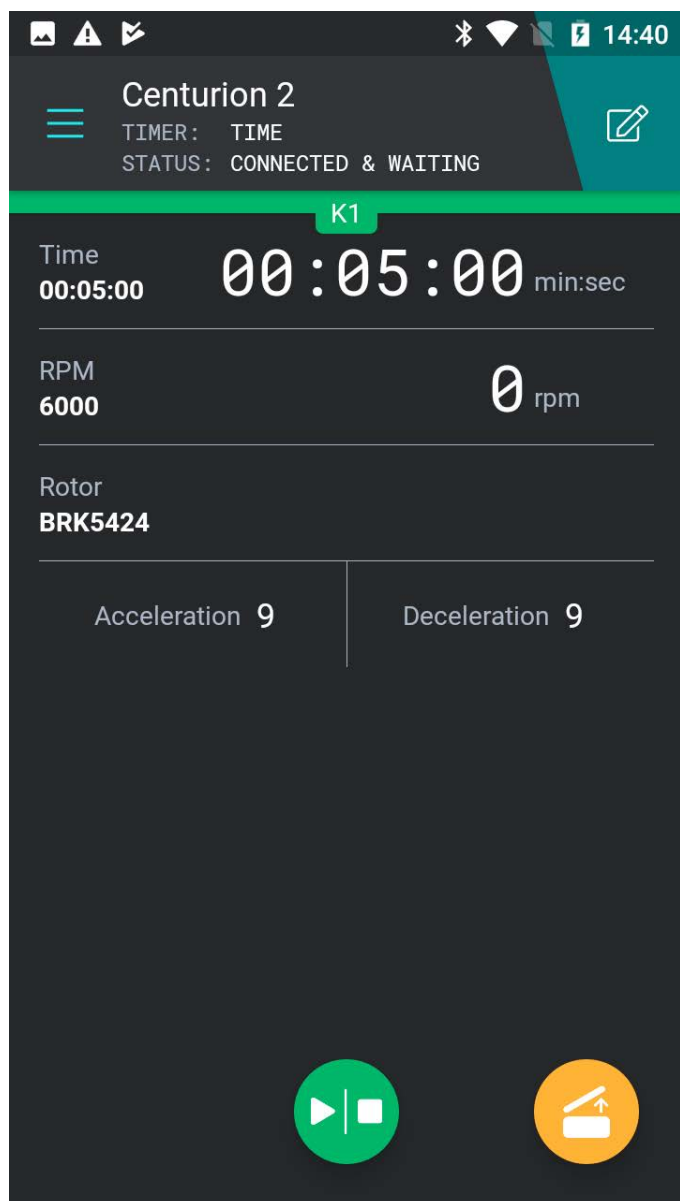 14:40
Centurion 2
TIMER: TIME
STATUS: CONNECTED & WAITING
K1
Time
00:05:00
00:05:00 min:sec
RPM
6000
0 rpm
Rotor
BRK5424
Acceleration 9 Deceleration 9